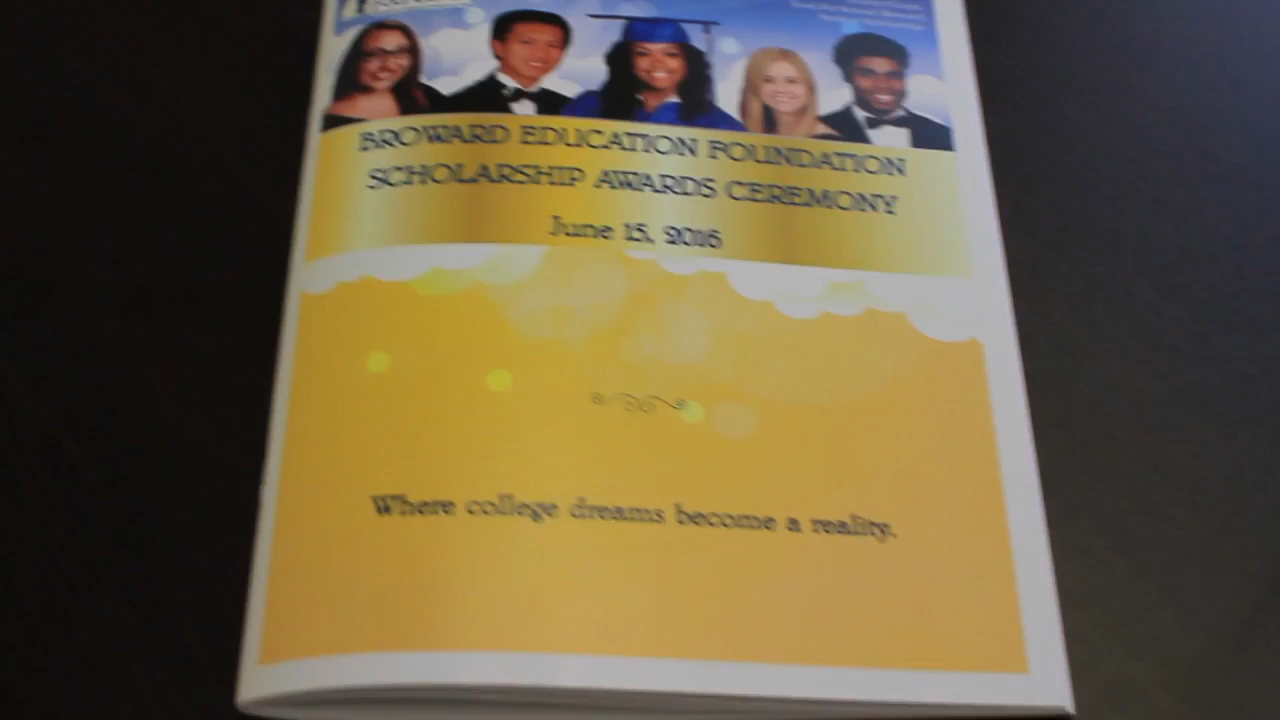 BROWARD EDUCATION FOUNDATION
SCHOLARSHIP AWARDS CEREMONY
June 15, 2016
Where college dreams become a reality.